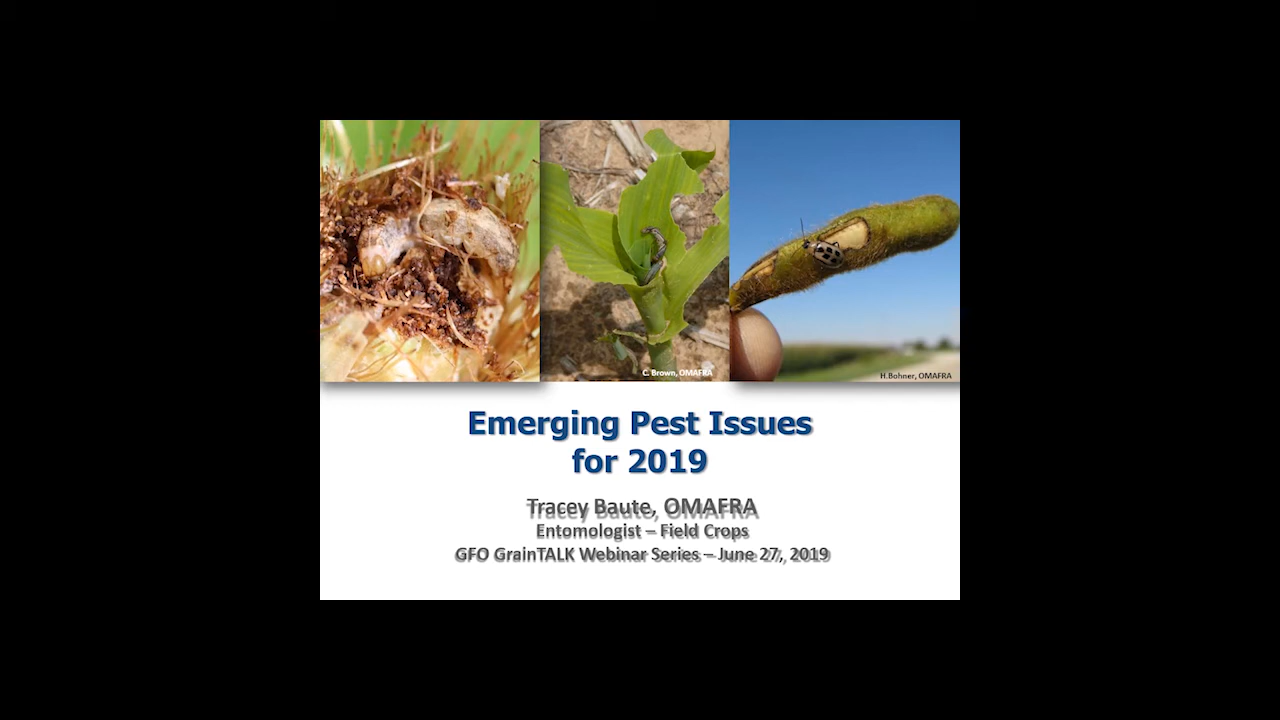 C. Brown, OMAFRA
H.Bohner, OMAFRA
Emerging Pest Issues
for 2019
Tracey Baute, OMAFRA
Entomologist – Field Crops
GFO GrainTALK Webinar Series – June 27, 2019